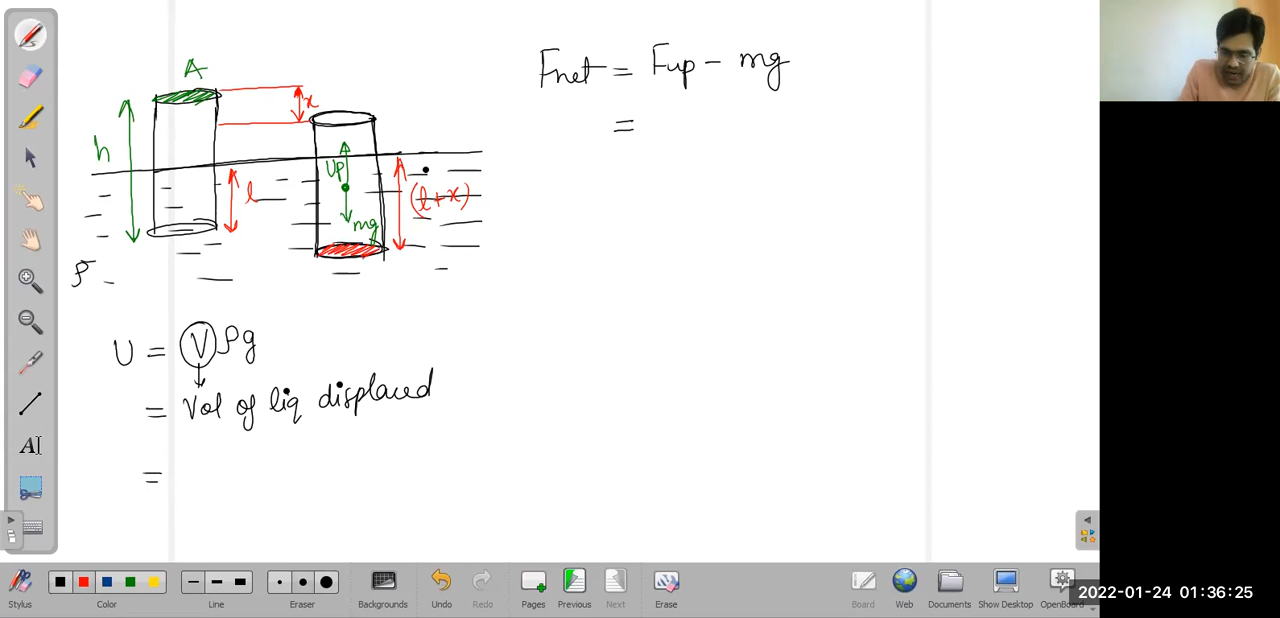 A
x
h
l
UP
mg
(l+x)
ρ
Fnet = Fup - mg
=
U = Vρg
= Vol of liq displaced
=
Stylus
Color
Line
Eraser
Backgrounds
Undo
Redo
Pages
Previous
Next
Erase
Board
Web
Documents
Show Desktop
OpenBoard
2022-01-24 01:36:25